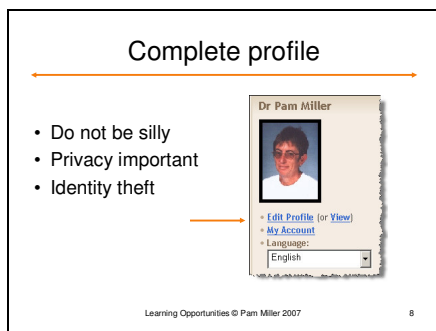 Complete profile
• Do not be silly
• Privacy important
• Identity theft
Dr Pam Miller
• Edit Profile (or View)
• My Account
• Language:
English
Learning Opportunities © Pam Miller 2007
8